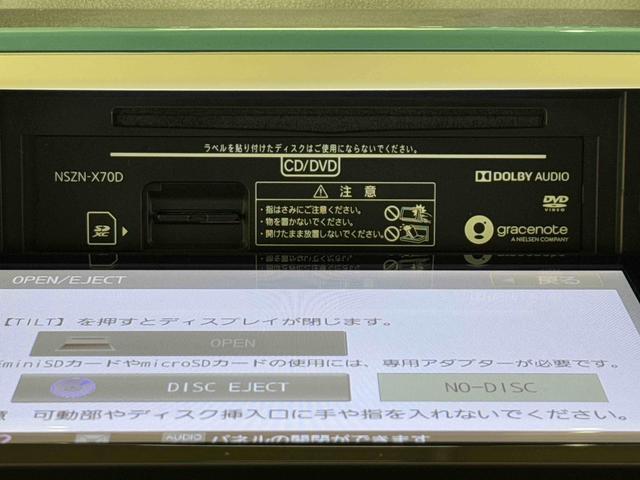 ラベルを貼り付けたディスクはご使用にならないでください。
CD/DVD
NSZN-X70D
SD
XC
注 意
・指はさみにご注意ください。
・物を置かないでください。
・開けたまま放置しないでください。
DOLBY AUDIO
DVD
VIDEO
gracenote
A NIELSEN COMPANY
OPEN/EJECT
戻る
【TILT】を押すとディスプレイが閉じます。
OPEN
miniSDカードやmicroSDカードの使用には、専用アダプターが必要です。
DISC EJECT
NO-DISC
意 可動部やディスク挿入口に手や指を入れないでください。
AUDIO パネルの開閉ができます